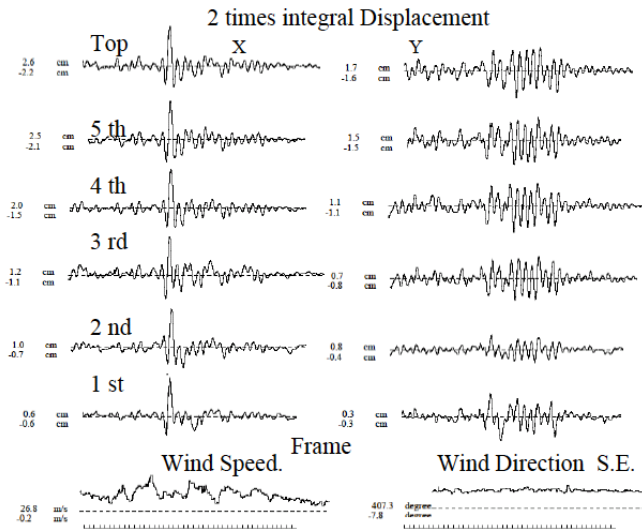 2 times integral Displacement
Top X Y
2.6 cm
-2.2 cm
1.7 cm
-1.6 cm
5 th
2.5 cm
-2.1 cm
1.5 cm
-1.5 cm
4 th
2.0 cm
-1.5 cm
1.1 cm
-1.1 cm
3 rd
1.2 cm
-1.1 cm
0.7 cm
-0.8 cm
2 nd
1.0 cm
-0.7 cm
0.8 cm
-0.4 cm
1 st
0.6 cm
-0.6 cm
0.3 cm
-0.3 cm
Frame
Wind Speed. Wind Direction S.E.
26.8 m/s
-0.2 m/s
407.3 degree
-7.8 degree